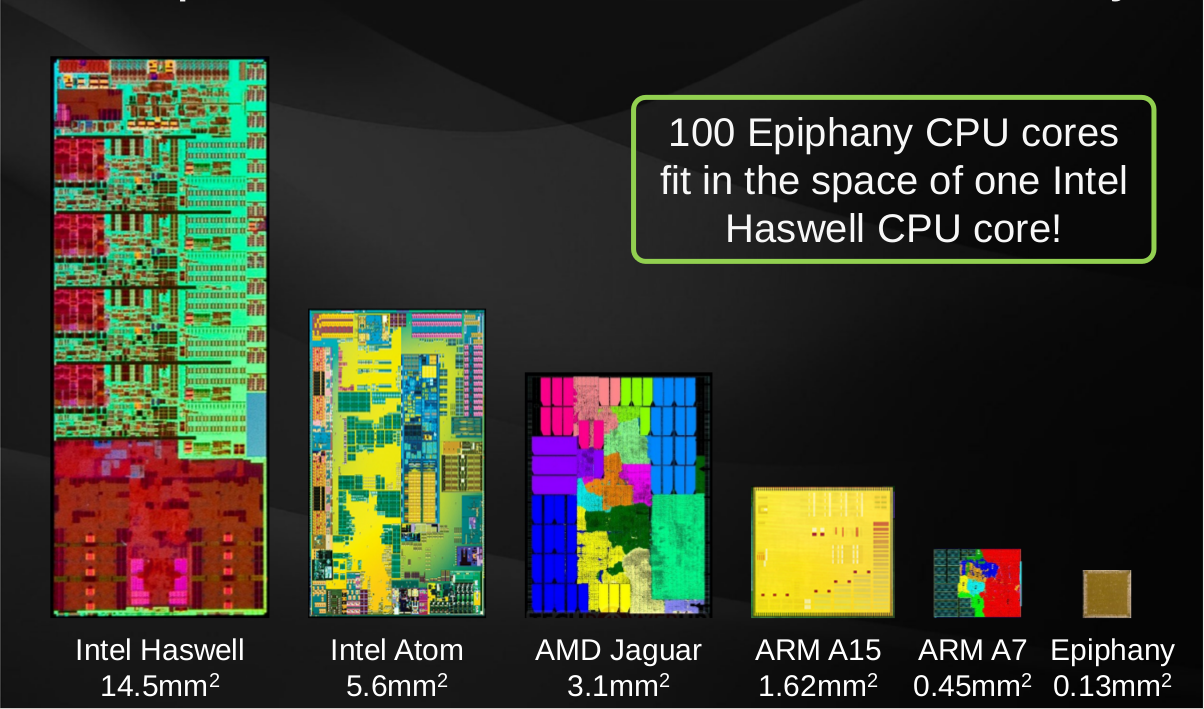 100 Epiphany CPU cores
fit in the space of one Intel
Haswell CPU core!
Intel Haswell
14.5mm²
Intel Atom
5.6mm²
AMD Jaguar
3.1mm²
ARM A15
1.62mm²
ARM A7
0.45mm²
Epiphany
0.13mm²